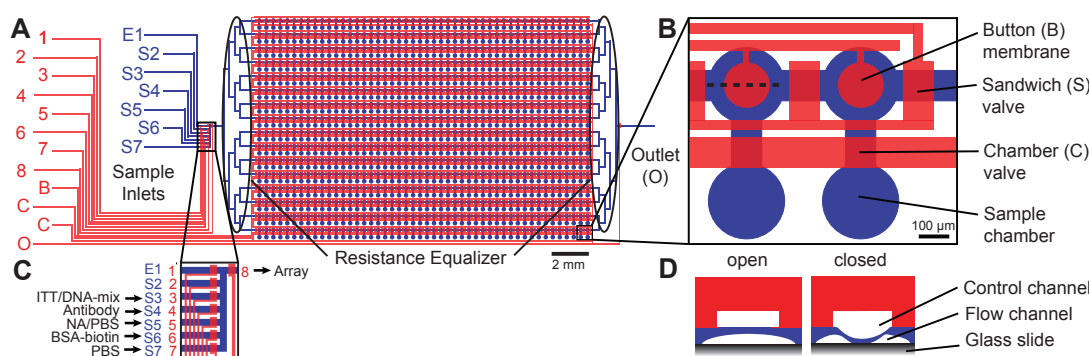 A
1
2
3
4
5
6
7
8
B
C
C
O
E1
S2
S3
S4
S5
S6
S7
Sample
Inlets
Outlet
(O)
Resistance Equalizer
2 mm
B
Button (B)
membrane
Sandwich (S)
valve
Chamber (C)
valve
Sample
chamber
100 µm
C
E1 1 8 Array
S2 2
ITT/DNA-mix S3 3
Antibody S4 4
NA/PBS S5 5
BSA-biotin S6 6
PBS S7 7
D
open closed
Control channel
Flow channel
Glass slide